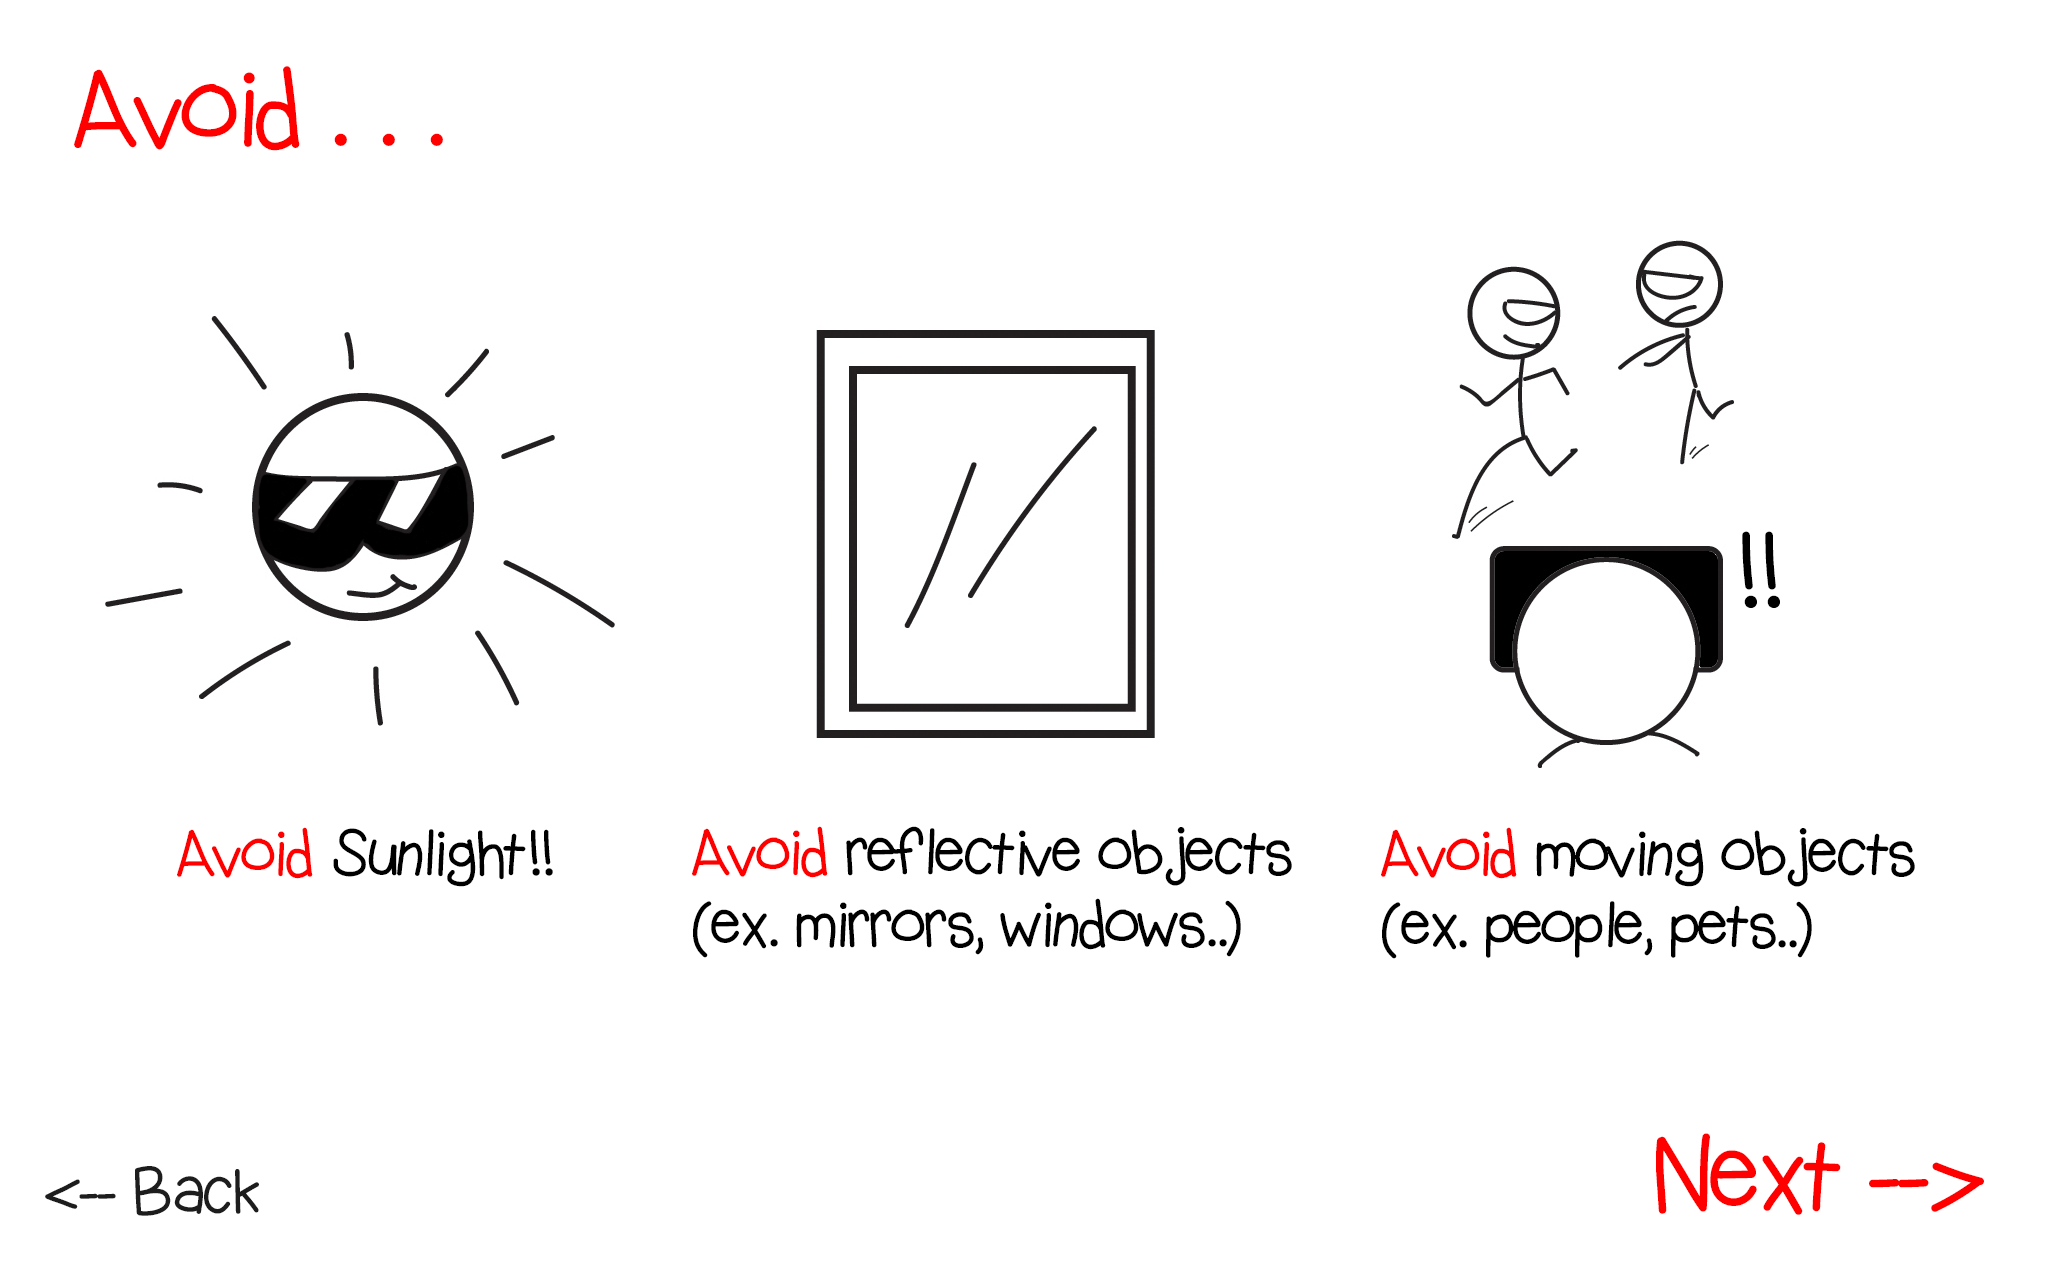 Avoid . . .
!!
Avoid Sunlight!!
Avoid reflective objects
(ex. mirrors, windows..)
Avoid moving objects
(ex. people, pets..)
<-- Back
Next -->